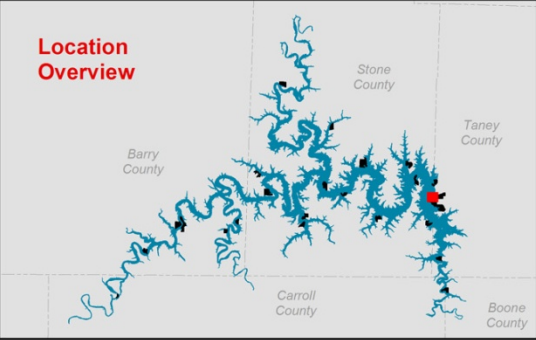 Location
Overview
Stone
County
Taney
County
Barry
County
Carroll
County
Boone
County